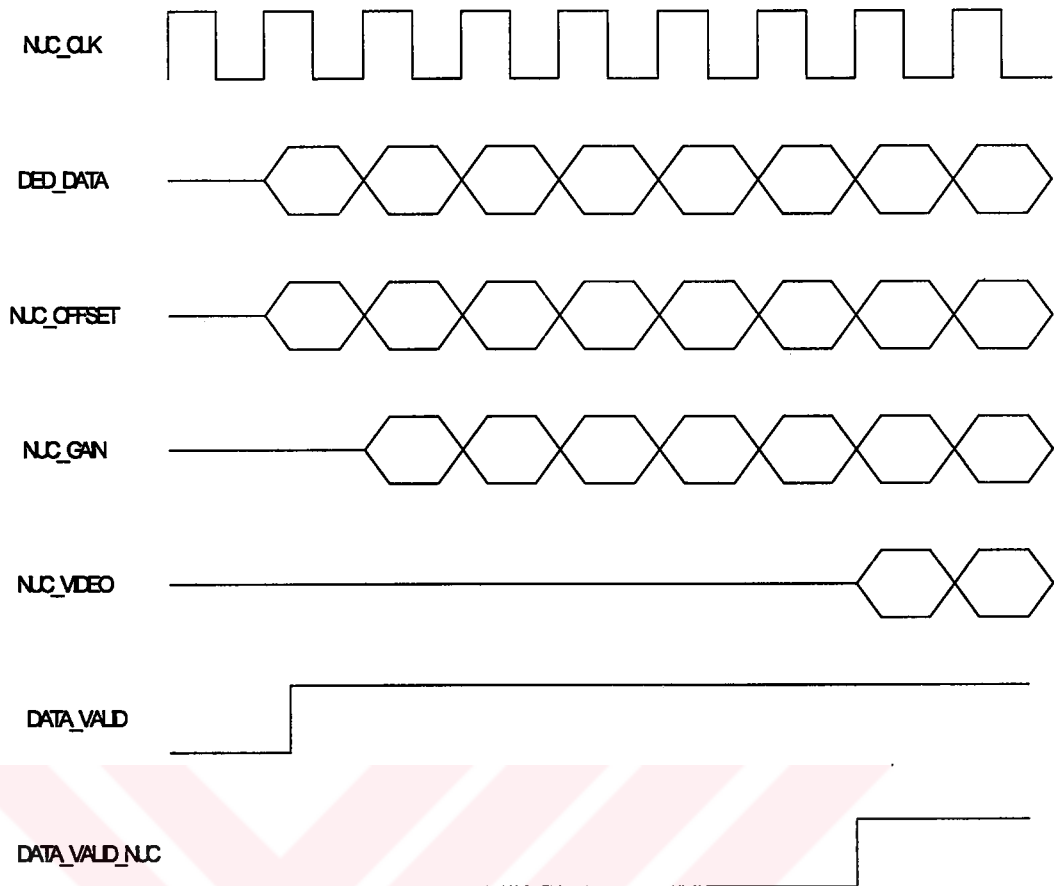 NUC_CLK
DED_DATA
NUC_OFFSET
NUC_GAIN
NUC_VIDEO
DATA_VALID
DATA_VALID_NUC